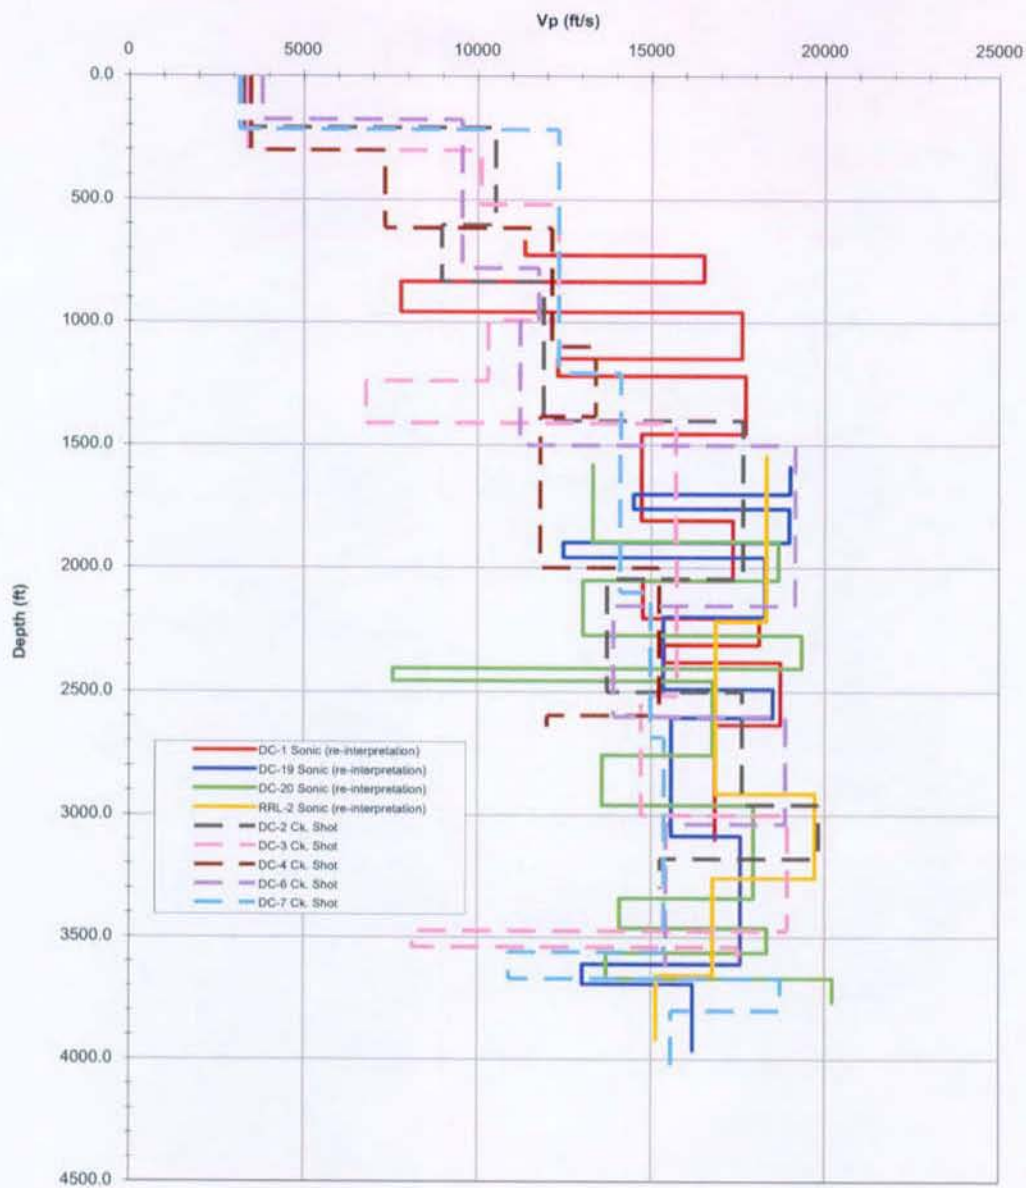 Vp (ft/s)
0 5000 10000 15000 20000 25000
0.0
500.0
1000.0
1500.0
2000.0
2500.0
3000.0
3500.0
4000.0
4500.0
Depth (ft)
DC-1 Sonic (re-interpretation)
DC-19 Sonic (re-interpretation)
DC-20 Sonic (re-interpretation)
RRL-2 Sonic (re-interpretation)
DC-2 Ck. Shot
DC-3 Ck. Shot
DC-4 Ck. Shot
DC-6 Ck. Shot
DC-7 Ck. Shot